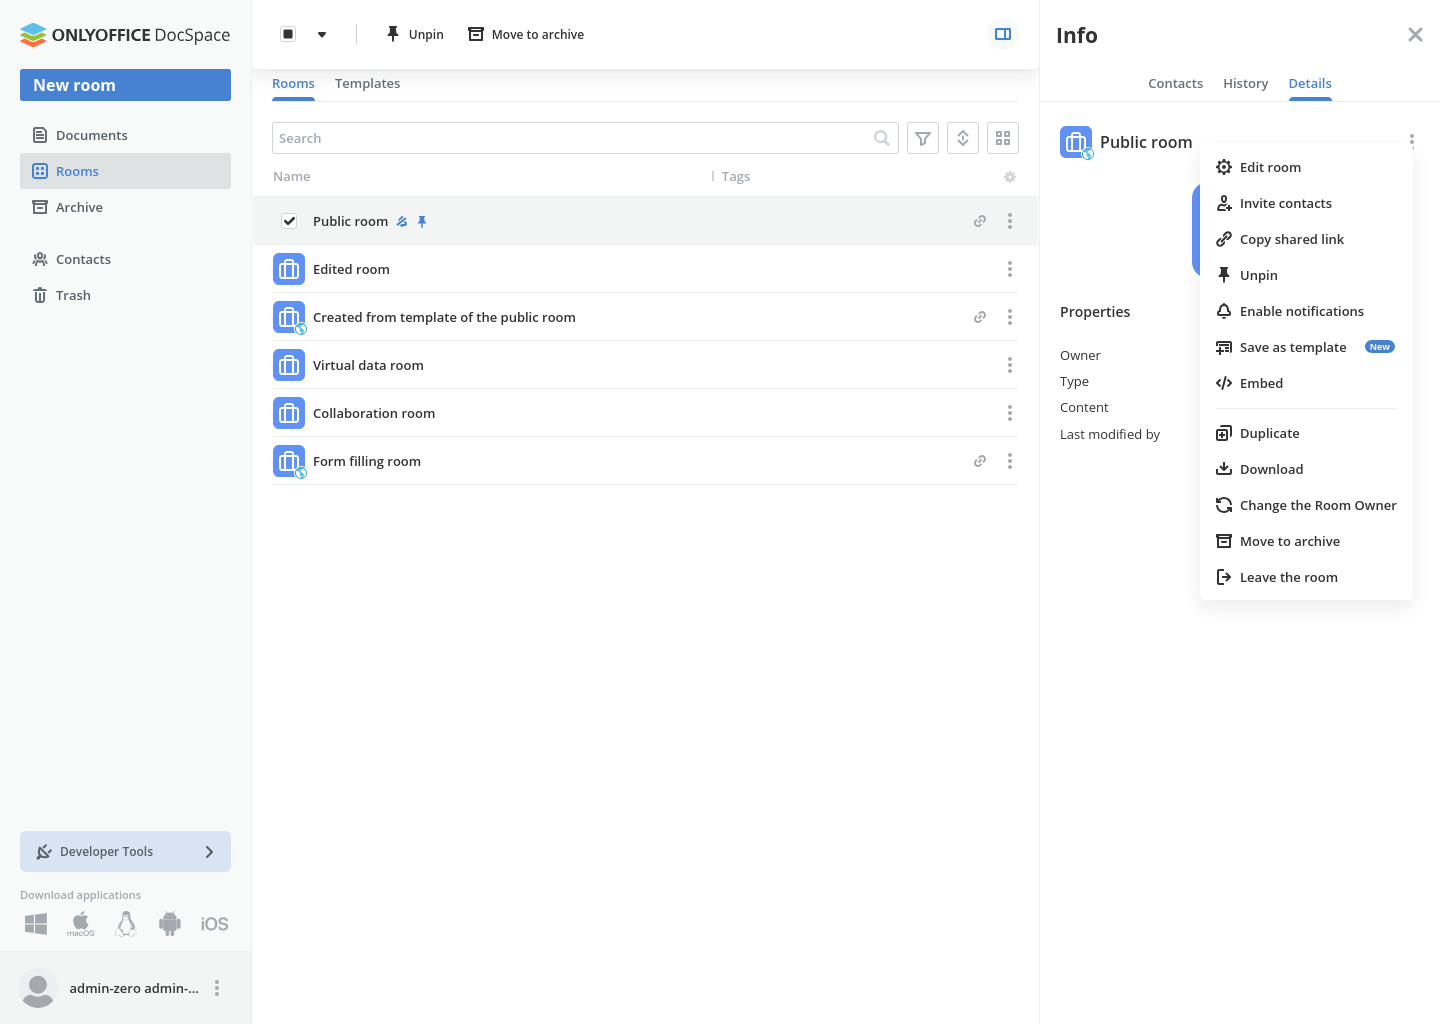 ONLYOFFICE DocSpace
New room
Documents
Rooms
Archive
Contacts
Trash
Developer Tools
Download applications
macOS
iOS
admin-zero admin-...
Unpin
Move to archive
Rooms
Templates
Search
Name
Tags
Public room
Edited room
Created from template of the public room
Virtual data room
Collaboration room
Form filling room
Info
Contacts
History
Details
Public room
Properties
Owner
Type
Content
Last modified by
Edit room
Invite contacts
Copy shared link
Unpin
Enable notifications
Save as template New
Embed
Duplicate
Download
Change the Room Owner
Move to archive
Leave the room